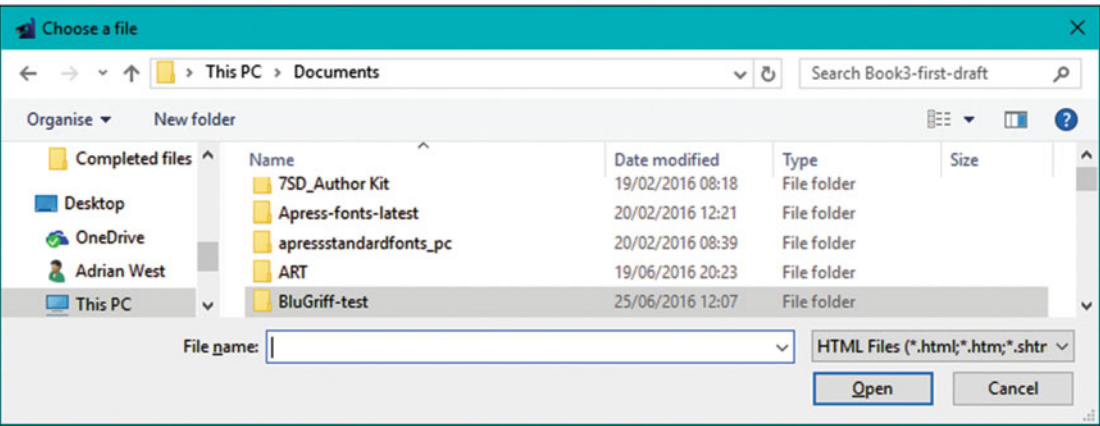 Choose a file
This PC > Documents
Search Book3-first-draft
Organise New folder
Completed files
Desktop
OneDrive
Adrian West
This PC
Name Date modified Type Size
7SD_Author Kit 19/02/2016 08:18 File folder
Apress-fonts-latest 20/02/2016 12:21 File folder
apressstandardfonts_pc 20/02/2016 08:39 File folder
ART 19/06/2016 20:23 File folder
BluGriff-test 25/06/2016 12:07 File folder
File name: HTML Files (*.html;*.htm;*.shtr
Open Cancel